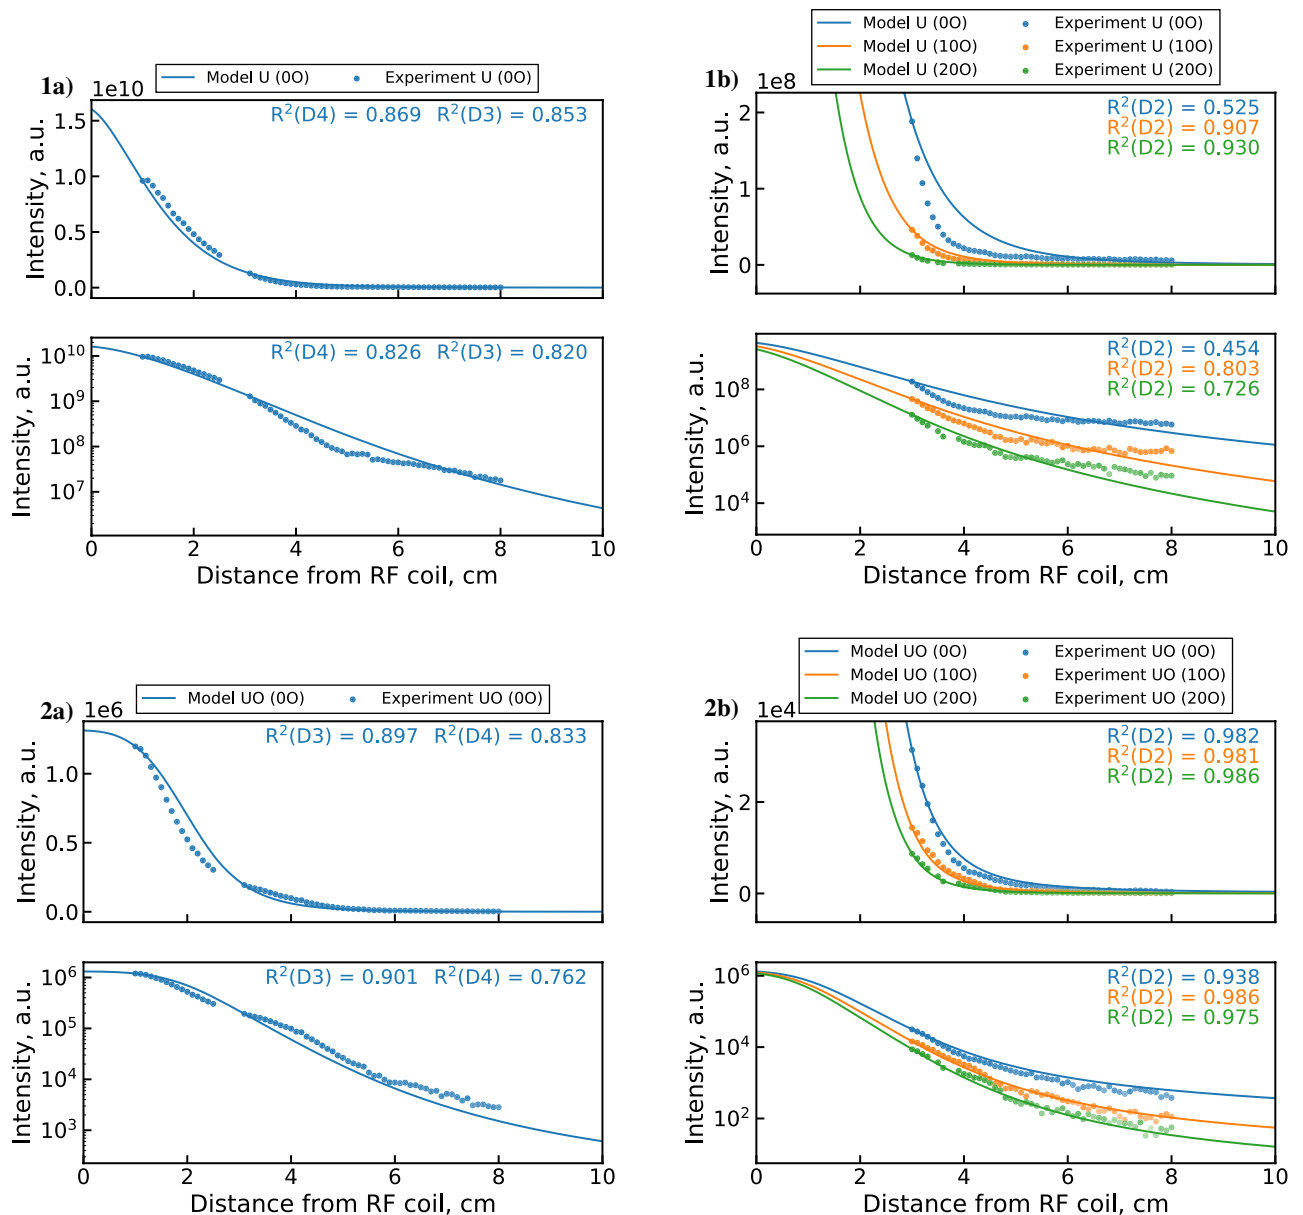 1a)
Model U (0O) Experiment U (0O)
1e10
R²(D4) = 0.869 R²(D3) = 0.853
Intensity, a.u.
1.5
1.0
0.5
0.0
R²(D4) = 0.826 R²(D3) = 0.820
Intensity, a.u.
10¹⁰
10⁹
10⁸
10⁷
0 2 4 6 8 10
Distance from RF coil, cm
1b)
Model U (0O) Experiment U (0O)
Model U (10O) Experiment U (10O)
Model U (20O) Experiment U (20O)
1e8
R²(D2) = 0.525
R²(D2) = 0.907
R²(D2) = 0.930
Intensity, a.u.
2
1
0
R²(D2) = 0.454
R²(D2) = 0.803
R²(D2) = 0.726
Intensity, a.u.
10⁸
10⁶
10⁴
0 2 4 6 8 10
Distance from RF coil, cm
2a)
Model UO (0O) Experiment UO (0O)
1e6
R²(D3) = 0.897 R²(D4) = 0.833
Intensity, a.u.
1.0
0.5
0.0
R²(D3) = 0.901 R²(D4) = 0.762
Intensity, a.u.
10⁶
10⁵
10⁴
10³
0 2 4 6 8 10
Distance from RF coil, cm
2b)
Model UO (0O) Experiment UO (0O)
Model UO (10O) Experiment UO (10O)
Model UO (20O) Experiment UO (20O)
1e4
R²(D2) = 0.982
R²(D2) = 0.981
R²(D2) = 0.986
Intensity, a.u.
2
0
R²(D2) = 0.938
R²(D2) = 0.986
R²(D2) = 0.975
Intensity, a.u.
10⁶
10⁴
10²
0 2 4 6 8 10
Distance from RF coil, cm